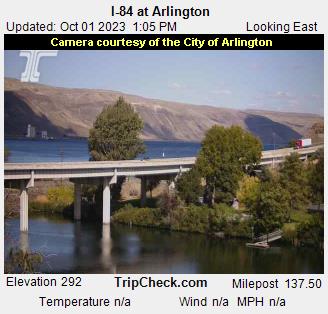 I-84 at Arlington
Updated: Oct 01 2023 1:05 PM Looking East
Camera courtesy of the City of Arlington
Elevation 292 TripCheck.com Milepost 137.50
Temperature n/a Wind n/a MPH n/a